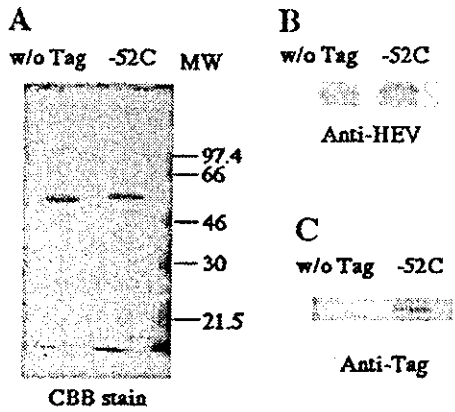 A
w/o Tag -52C MW
97.4
66
46
30
21.5
CBB stain
B
w/o Tag -52C
Anti-HEV
C
w/o Tag -52C
Anti-Tag